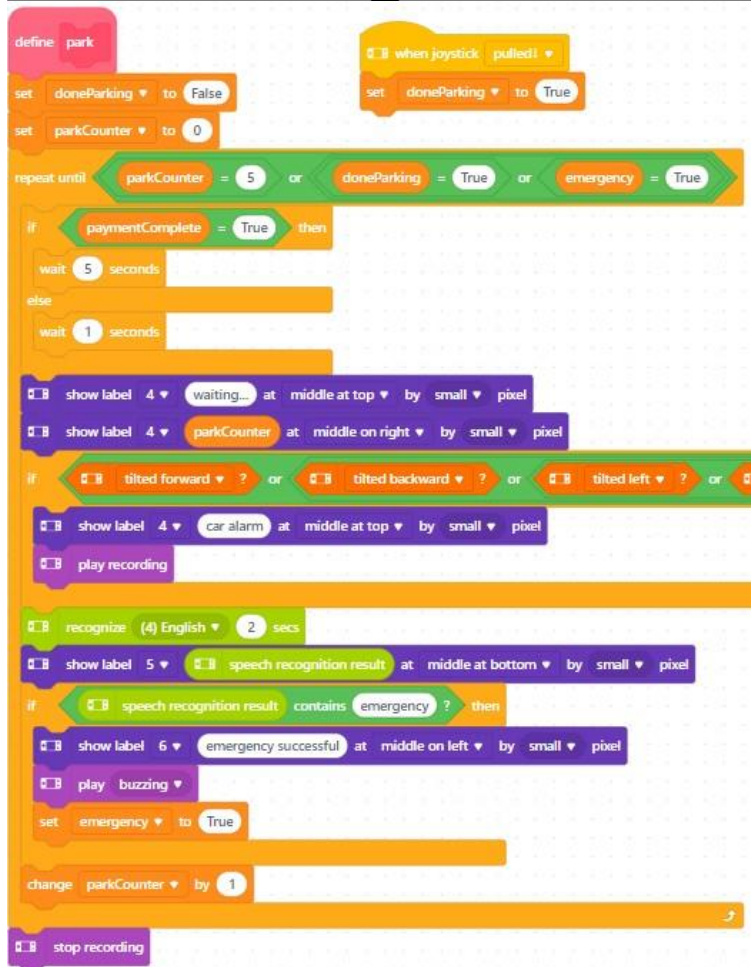 define park
when joystick pulled↓
set doneParking to False
set doneParking to True
set parkCounter to 0
repeat until parkCounter = 5 or doneParking = True or emergency = True
if paymentComplete = True then
wait 5 seconds
else
wait 1 seconds
show label 4 waiting... at middle at top by small pixel
show label 4 parkCounter at middle on right by small pixel
if tilted forward ? or tilted backward ? or tilted left ? or
show label 4 car alarm at middle at top by small pixel
play recording
recognize (4) English 2 secs
show label 5 speech recognition result at middle at bottom by small pixel
if speech recognition result contains emergency ? then
show label 6 emergency successful at middle on left by small pixel
play buzzing
set emergency to True
change parkCounter by 1
stop recording